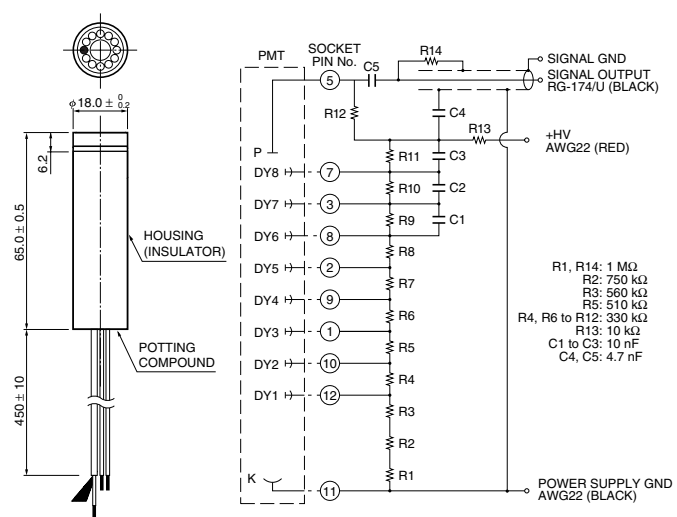 φ18.0 ± 0 0.2
6.2
65.0 ± 0.5
450 ± 10
HOUSING
(INSULATOR)
POTTING
COMPOUND
PMT
SOCKET
PIN No.
P
DY8
DY7
DY6
DY5
DY4
DY3
DY2
DY1
K
5
7
3
8
2
9
1
10
12
11
C5
R14
R12
C4
R13
R11
C3
R10
C2
R9
C1
R8
R7
R6
R5
R4
R3
R2
R1
SIGNAL GND
SIGNAL OUTPUT
RG-174/U (BLACK)
+HV
AWG22 (RED)
R1, R14: 1 MΩ
R2: 750 kΩ
R3: 560 kΩ
R5: 510 kΩ
R4, R6 to R12: 330 kΩ
R13: 10 kΩ
C1 to C3: 10 nF
C4, C5: 4.7 nF
POWER SUPPLY GND
AWG22 (BLACK)